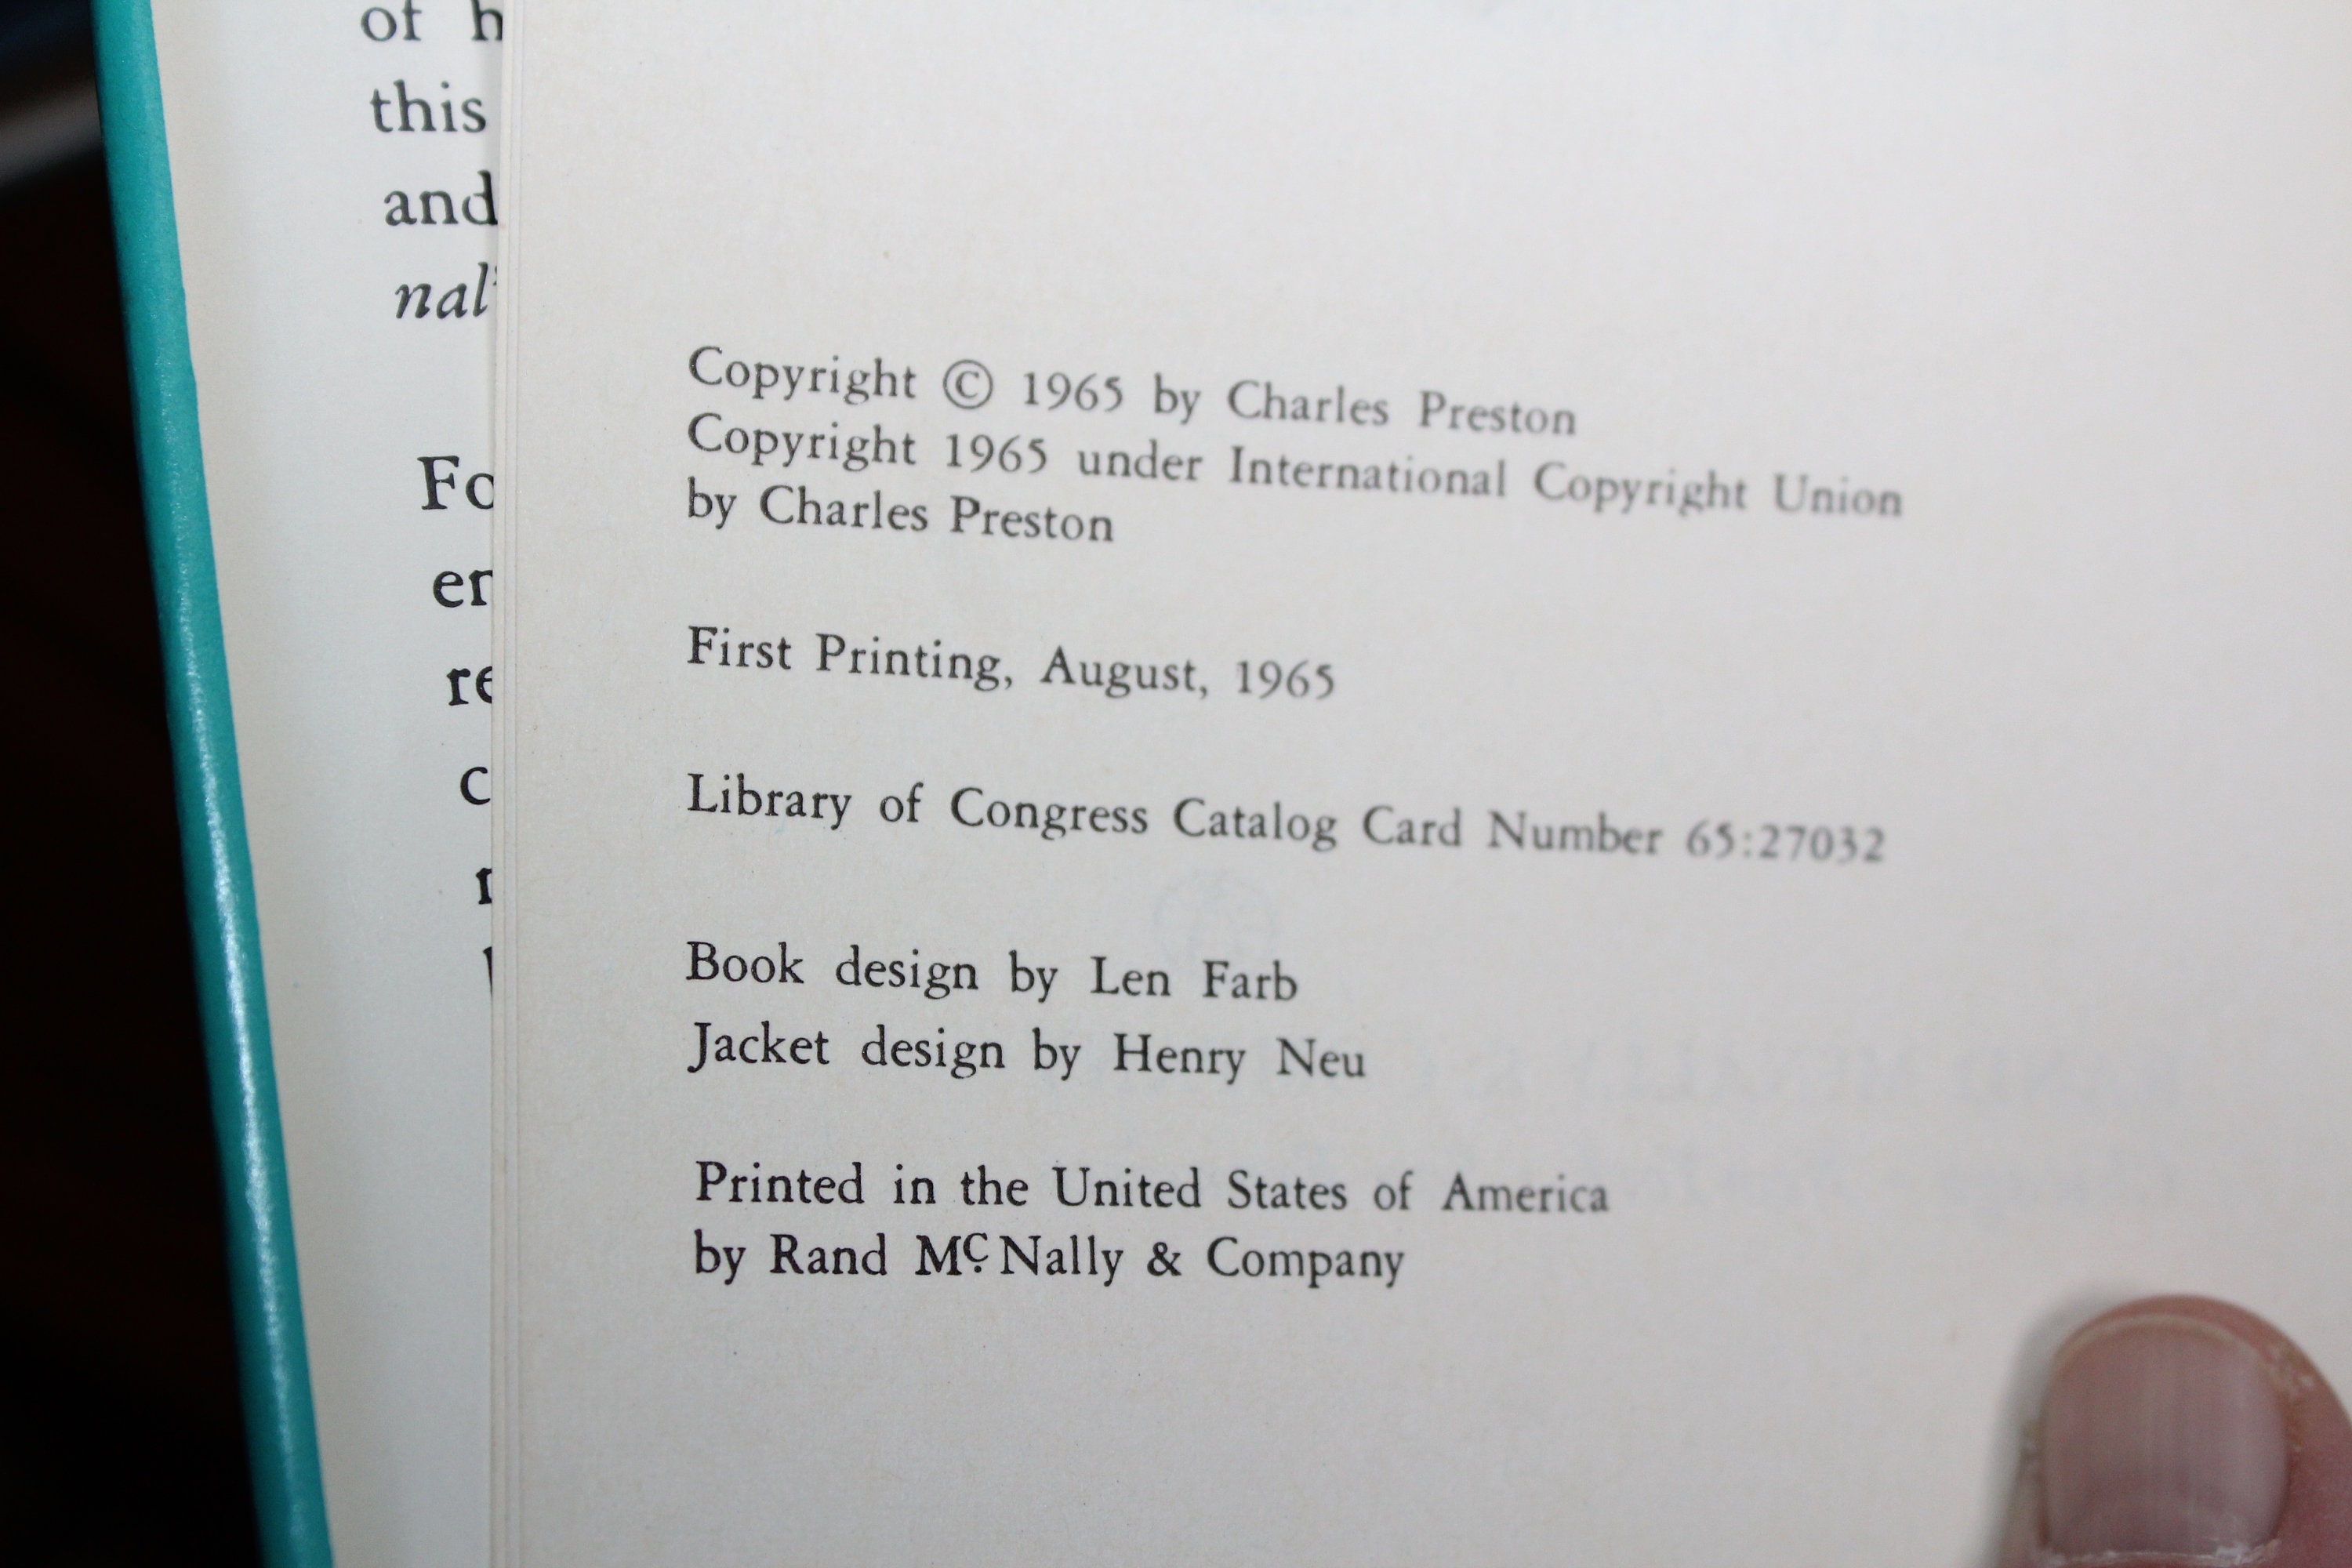 of h
this
and
nal'
Fo
en
re
c
r
Copyright © 1965 by Charles Preston
Copyright 1965 under International Copyright Union
by Charles Preston
First Printing, August, 1965
Library of Congress Catalog Card Number 65:27032
Book design by Len Farb
Jacket design by Henry Neu
Printed in the United States of America
by Rand McNally & Company